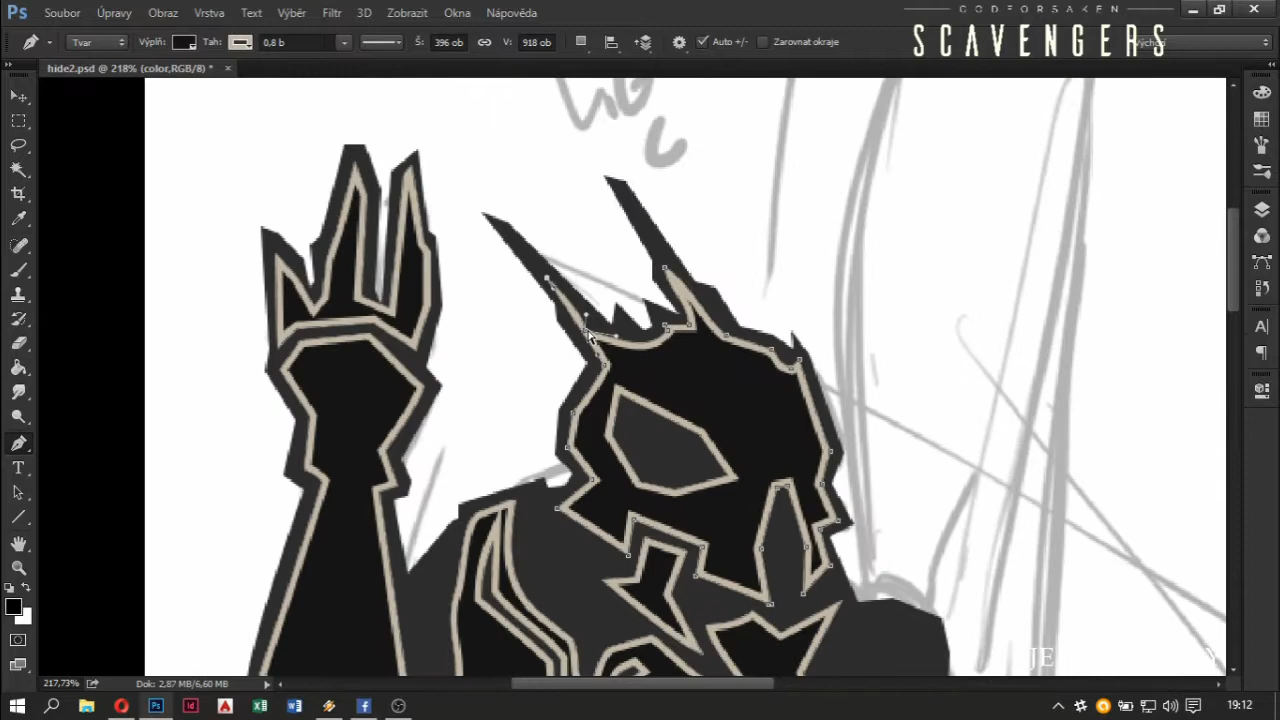 Ps Soubor Úpravy Obraz Vrstva Text Výběr Filtr 3D Zobrazit Okna Nápověda
CODEFORSAKEN
SCAVENGERS
Tvar Výplň: Tah: 0,8 b Š: 396 ob V: 918 ob Auto +/- Zarovnat okraje Východ
hide2.psd @ 218% (color,RGB/8) * ×
217,73% Dok: 2,87 MB/6,60 MB
19:12